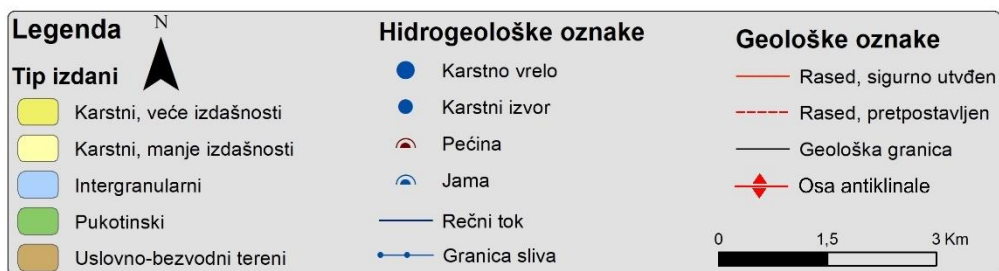 Legenda
N
Tip izdani
Karstni, veće izdašnosti
Karstni, manje izdašnosti
Intergranularni
Pukotinski
Uslovno-bezvodni tereni
Hidrogeološke oznake
Karstno vrelo
Karstni izvor
Pećina
Jama
Rečni tok
Granica sliva
Geološke oznake
Rased, sigurno utvđen
Rased, pretpostavljen
Geološka granica
Osa antiklinale
0 1,5 3 Km